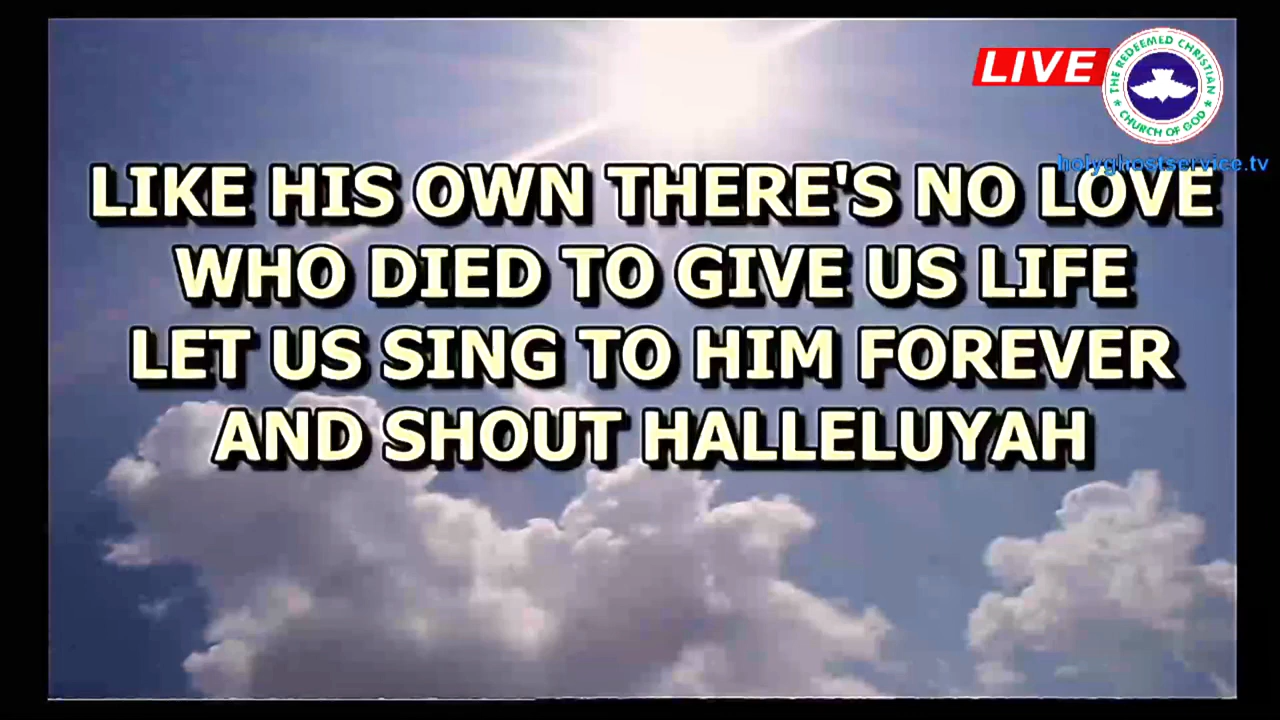 LIVE
THE REDEEMED CHRISTIAN
CHURCH OF GOD
holyghostservice.tv
LIKE HIS OWN THERE'S NO LOVE
WHO DIED TO GIVE US LIFE
LET US SING TO HIM FOREVER
AND SHOUT HALLELUYAH